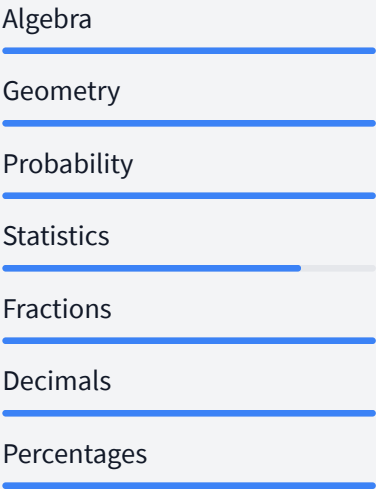 Algebra
Geometry
Probability
Statistics
Fractions
Decimals
Percentages